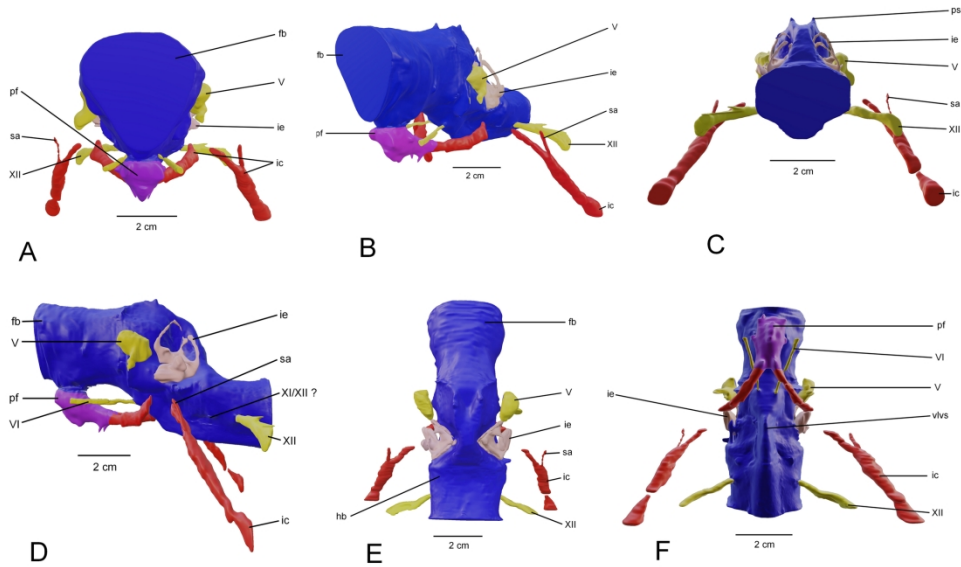 fb
V
pf
ie
sa
ic
XII
2 cm
A
fb
V
ie
sa
pf
XII
2 cm
ic
B
ps
ie
V
sa
XII
2 cm
ic
C
fb
V
ie
sa
XI/XII ?
pf
VI
XII
2 cm
ic
D
fb
V
ie
sa
ic
hb
XII
2 cm
E
pf
VI
V
ie
vlvs
ic
XII
2 cm
F